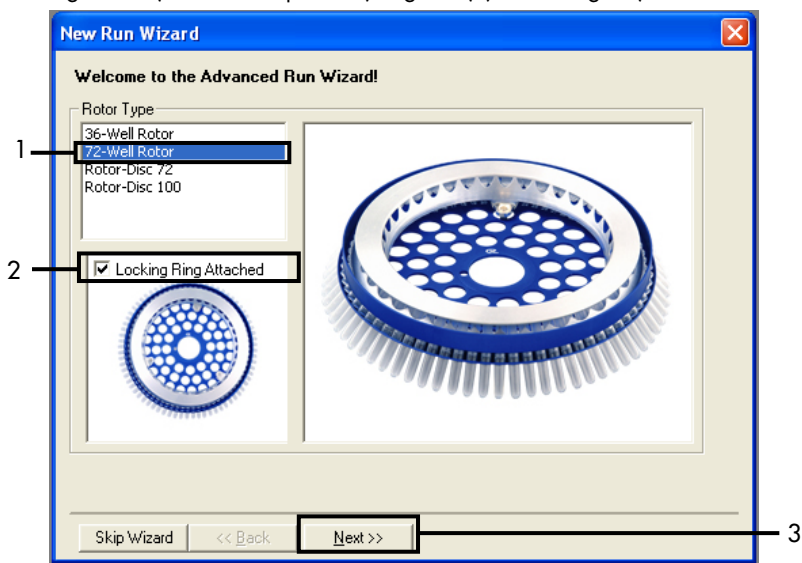 New Run Wizard
Welcome to the Advanced Run Wizard!
Rotor Type
36-Well Rotor
1
72-Well Rotor
Rotor-Disc 72
Rotor-Disc 100
2
Locking Ring Attached
Skip Wizard
<< Back
Next >>
3